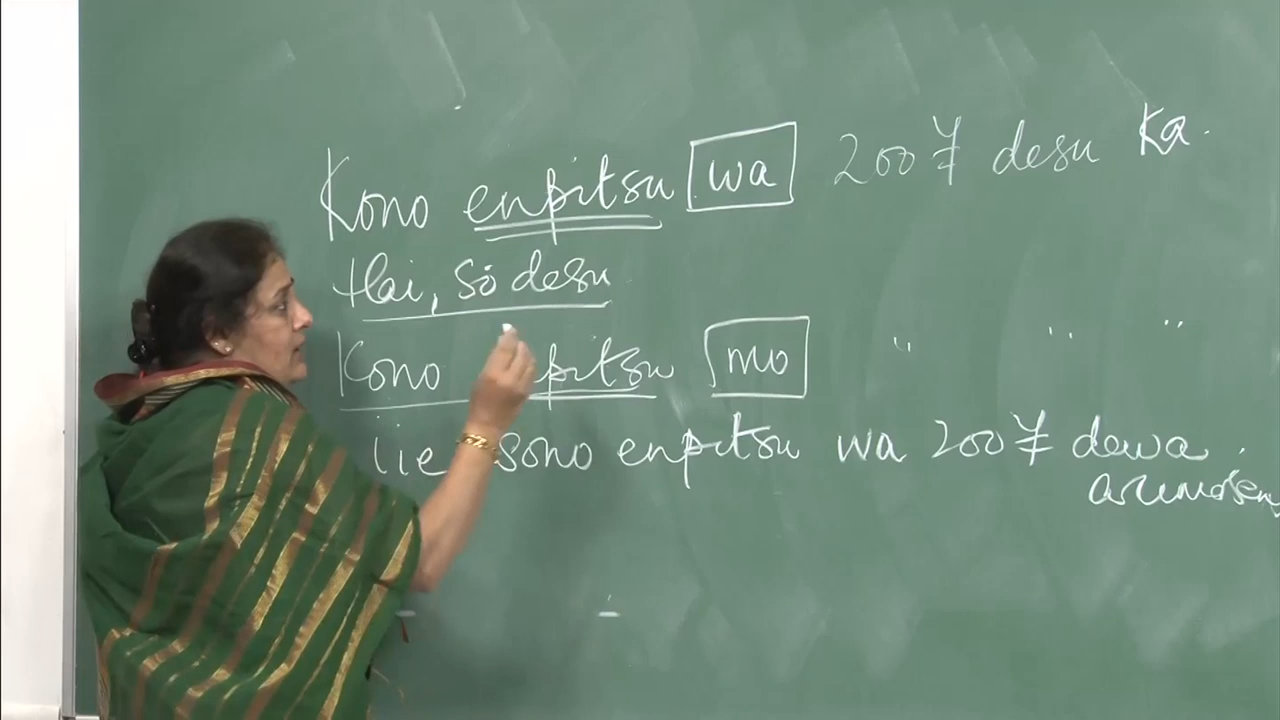 Kono enpitsu wa 200 ¥ desu Ka.
Hai, sō desu
Kono enpitsu mo " " "
iie sono enpitsu wa 200 ¥ dewa.
arimasen